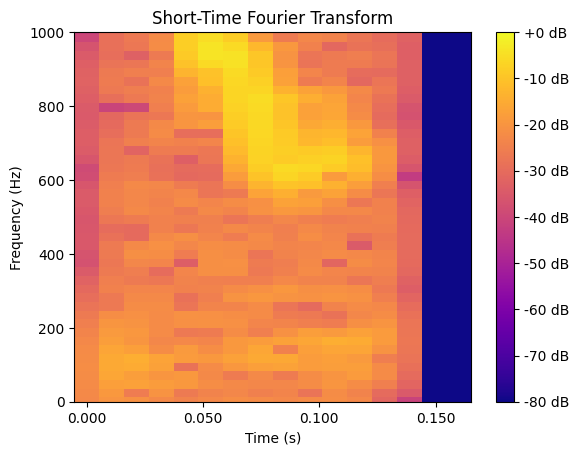 Short-Time Fourier Transform
1000
800
600
400
200
0
Frequency (Hz)
0.000
0.050
0.100
0.150
Time (s)
+0 dB
-10 dB
-20 dB
-30 dB
-40 dB
-50 dB
-60 dB
-70 dB
-80 dB